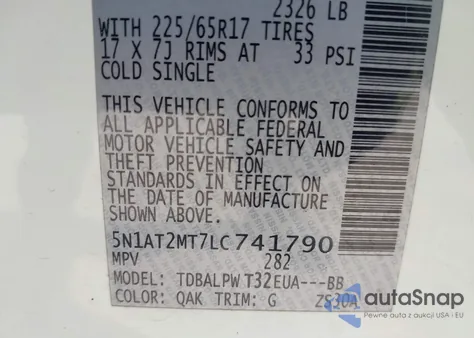 2326 LB
WITH 225/65R17 TIRES
17 X 7J RIMS AT 33 PSI
COLD SINGLE
THIS VEHICLE CONFORMS TO
ALL APPLICABLE FEDERAL
MOTOR VEHICLE SAFETY AND
THEFT PREVENTION
STANDARDS IN EFFECT ON
THE DATE OF MANUFACTURE
SHOWN ABOVE.
5N1AT2MT7LC741790
MPV 282
MODEL: TDBALPW T32EUA---BB
COLOR: QAK TRIM: G ZS30A
autoSnap
Pewne auta z aukcji USA i EU